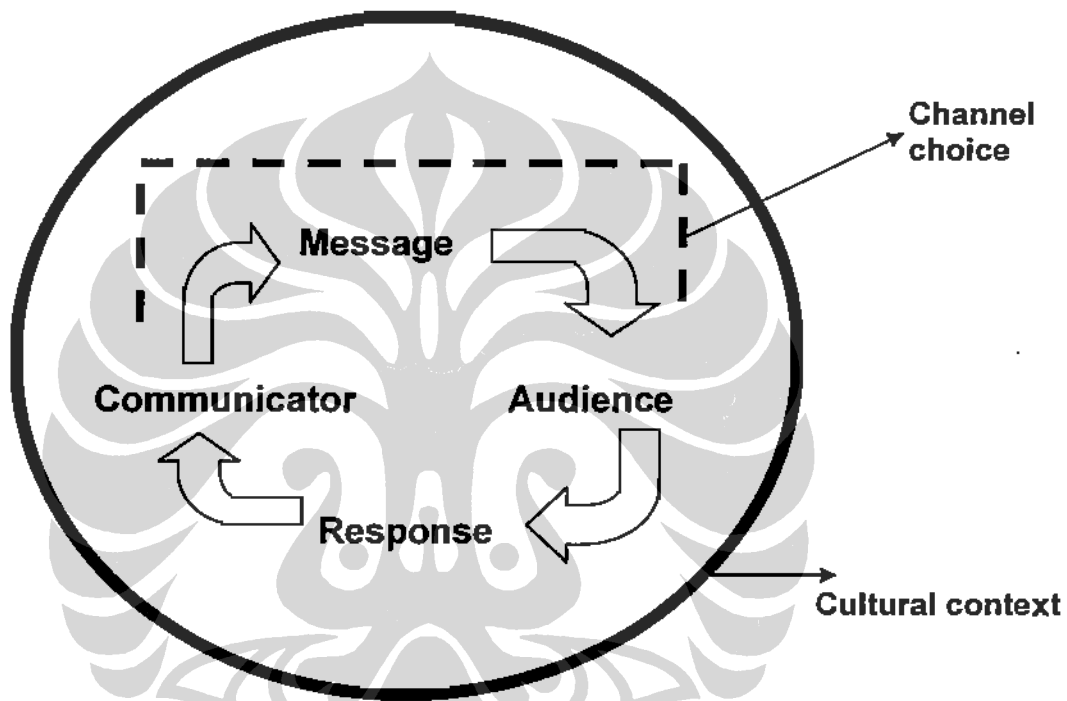 Channel
choice
Message
Communicator
Audience
Response
Cultural context